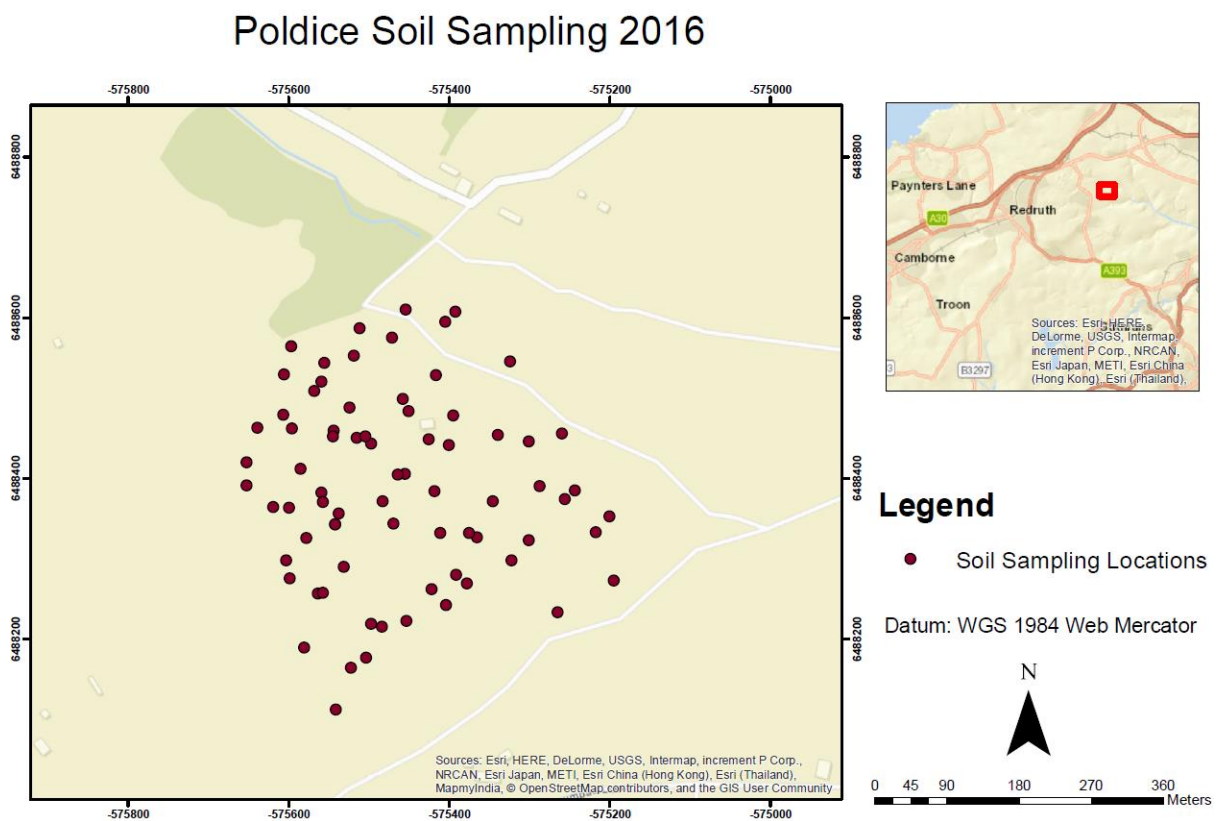 Poldice Soil Sampling 2016
-575800 -575600 -575400 -575200 -575000
6488800 6488800
6488600
6488400 6488400
6488200 6488200
-575800 -575600 -575400 -575200 -575000
Sources: Esri, HERE, DeLorme, USGS, Intermap, increment P Corp.,
NRCAN, Esri Japan, METI, Esri China (Hong Kong), Esri (Thailand),
MapmyIndia, © OpenStreetMap contributors, and the GIS User Community
Paynters Lane
Redruth
A30
Camborne
A393
Troon
B3297
3
Sources: Esri, HERE,
DeLorme, USGS, Intermap,
increment P Corp., NRCAN,
Esri Japan, METI, Esri China
(Hong Kong), Esri (Thailand),
Legend
Soil Sampling Locations
Datum: WGS 1984 Web Mercator
N
0 45 90 180 270 360
Meters